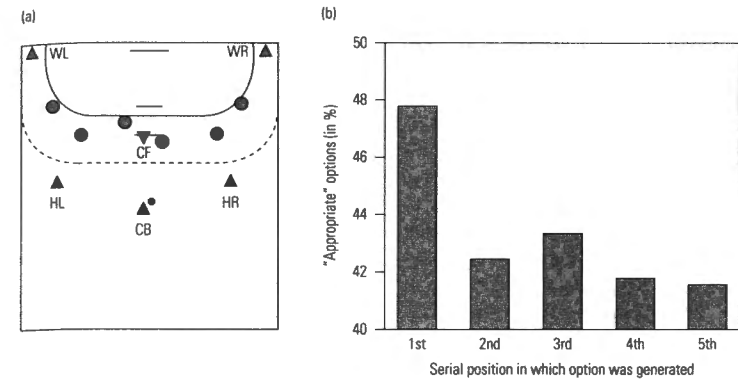 (a)
WL WR
CF
HL HR
CB
(b)
"Appropriate" options (in %)
50
48
46
44
42
40
1st 2nd 3rd 4th 5th
Serial position in which option was generated